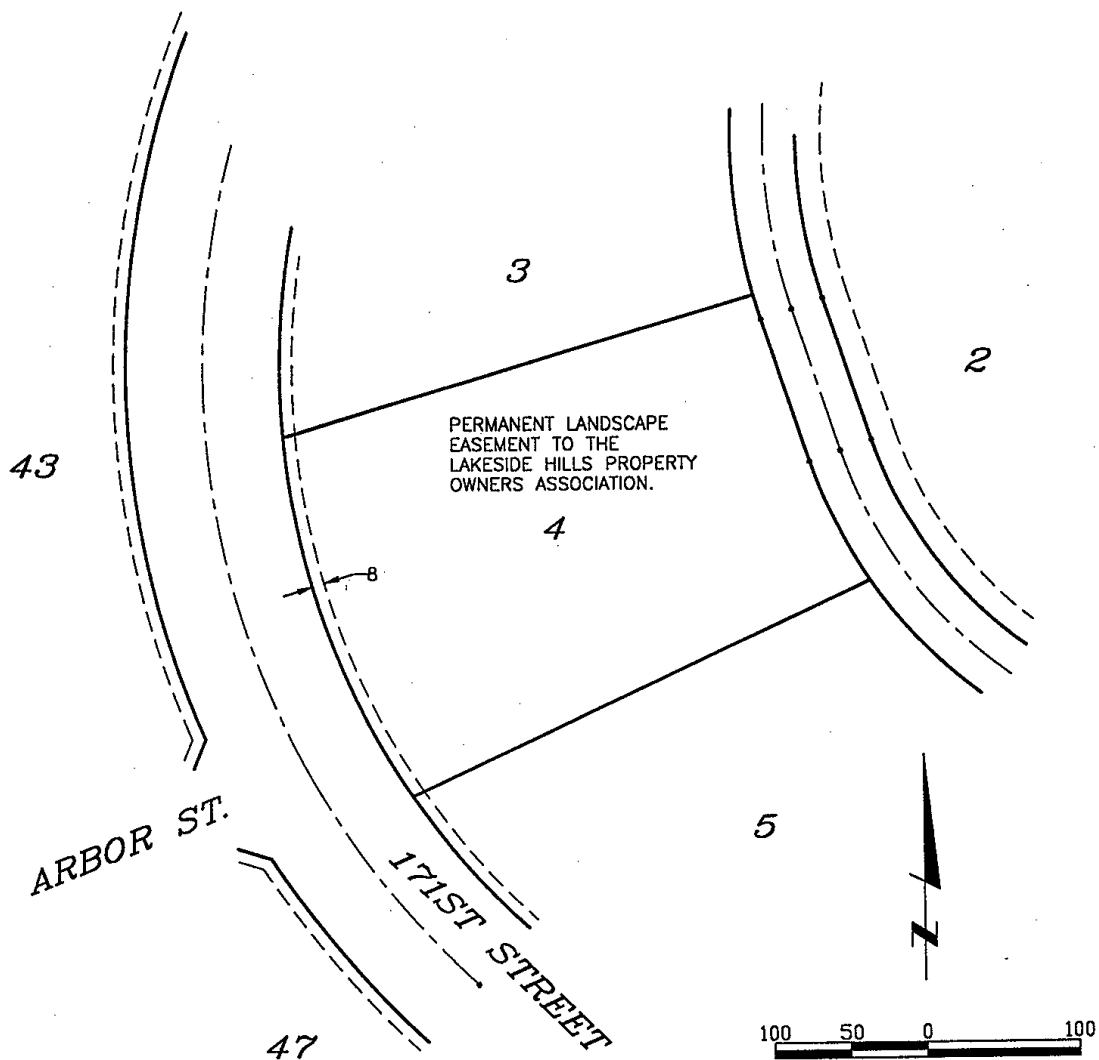 3
2
PERMANENT LANDSCAPE
EASEMENT TO THE
LAKESIDE HILLS PROPERTY
OWNERS ASSOCIATION.
43
4
8
ARBOR ST.
5
171ST STREET
N
47
100 50 0 100